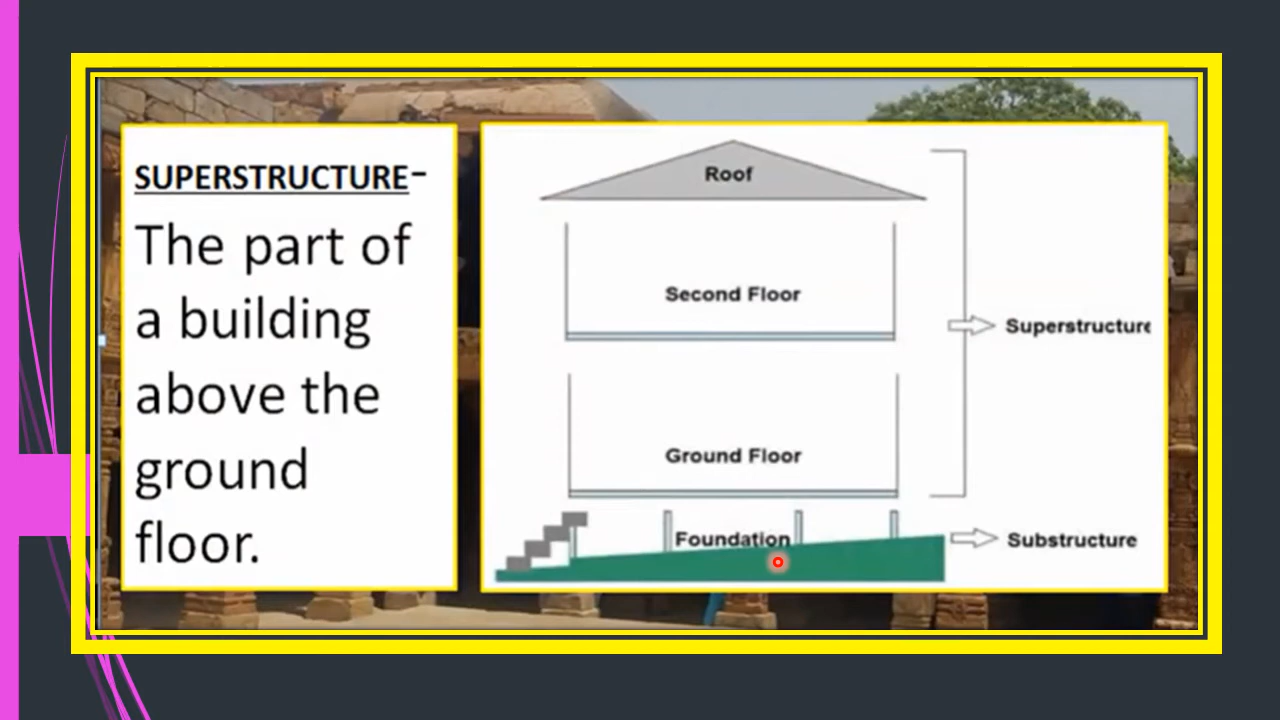 SUPERSTRUCTURE-
The part of
a building
above the
ground
floor.
Roof
Second Floor
Superstructure
Ground Floor
Foundation
Substructure